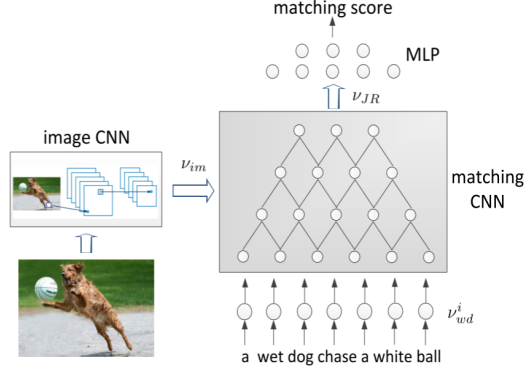 matching score
MLP
ν_JR
image CNN
ν_im
matching
CNN
ν^i_wd
a wet dog chase a white ball